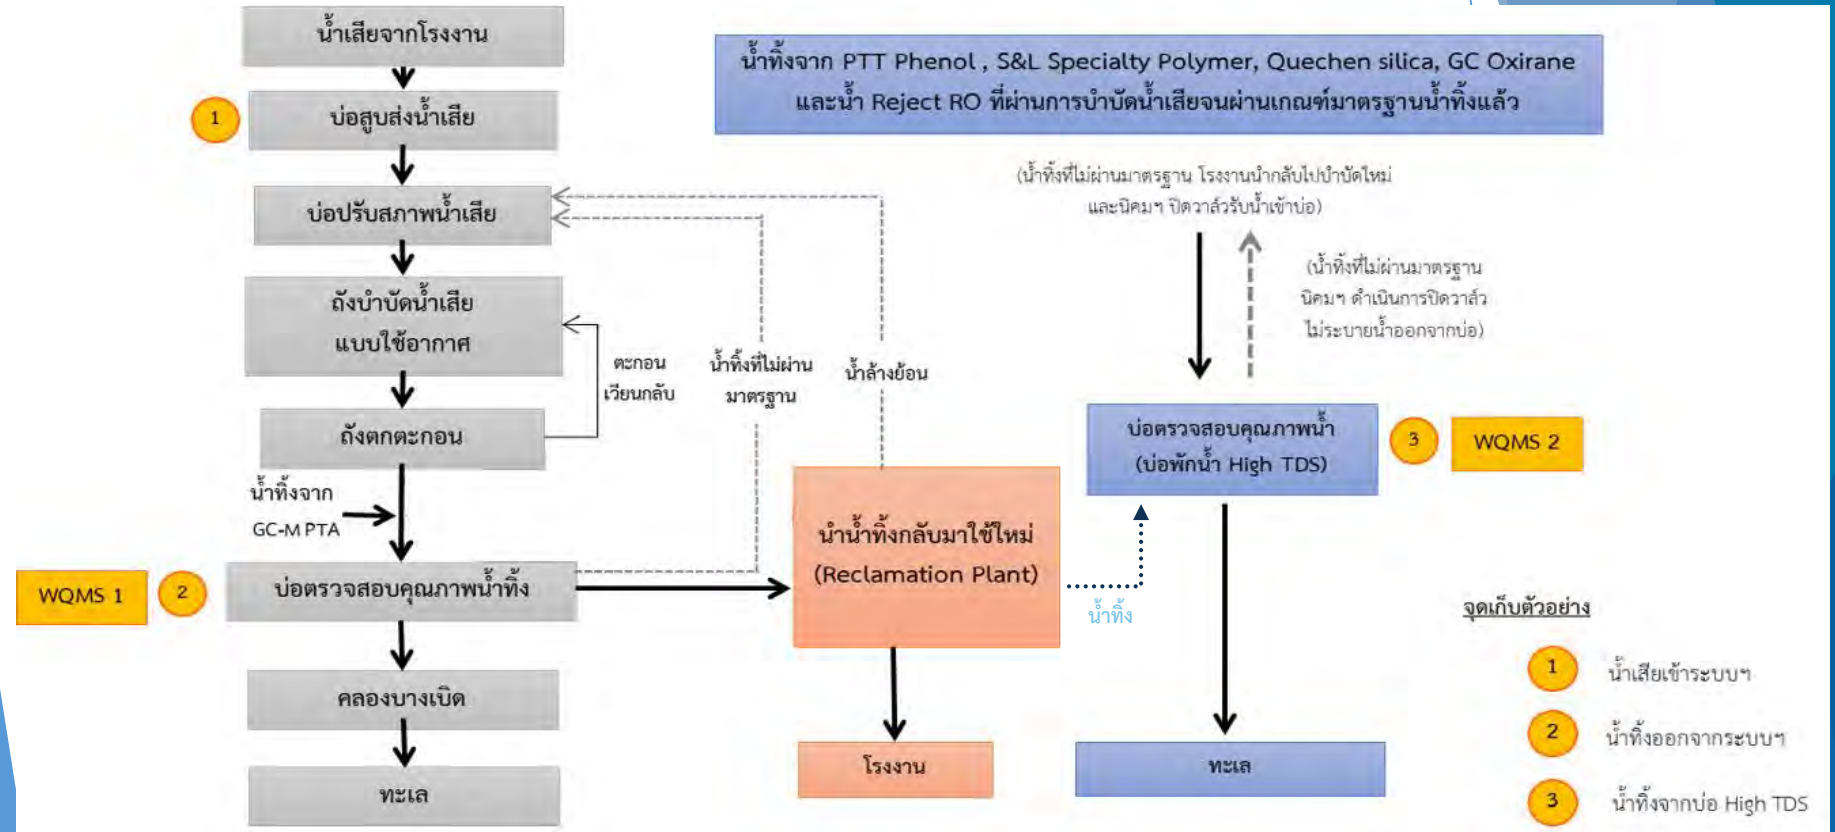 น้ำเสียจากโรงงาน
1
บ่อสูบส่งน้ำเสีย
บ่อปรับสภาพน้ำเสีย
ถังบำบัดน้ำเสีย
แบบใช้อากาศ
ตะกอน
เวียนกลับ
ถังตกตะกอน
น้ำทิ้งจาก
GC-M PTA
WQMS 1
2
บ่อตรวจสอบคุณภาพน้ำทิ้ง
คลองบางเบิด
ทะเล
น้ำทิ้งที่ไม่ผ่าน
มาตรฐาน
น้ำล้างย้อน
นำน้ำทิ้งกลับมาใช้ใหม่
(Reclamation Plant)
น้ำทิ้ง
โรงงาน
น้ำทิ้งจาก PTT Phenol , S&L Specialty Polymer, Quechen silica, GC Oxirane
และน้ำ Reject RO ที่ผ่านการบำบัดน้ำเสียจนผ่านเกณฑ์มาตรฐานน้ำทิ้งแล้ว
(น้ำทิ้งที่ไม่ผ่านมาตรฐาน โรงงานนำกลับไปบำบัดใหม่
และนิคมฯ ปิดวาล์วรับน้ำเข้าบ่อ)
(น้ำทิ้งที่ไม่ผ่านมาตรฐาน
นิคมฯ ดำเนินการปิดวาล์ว
ไม่ระบายน้ำออกจากบ่อ)
บ่อตรวจสอบคุณภาพน้ำ
(บ่อพักน้ำ High TDS)
3
WQMS 2
ทะเล
จุดเก็บตัวอย่าง
1 น้ำเสียเข้าระบบฯ
2 น้ำทิ้งออกจากระบบฯ
3 น้ำทิ้งจากบ่อ High TDS